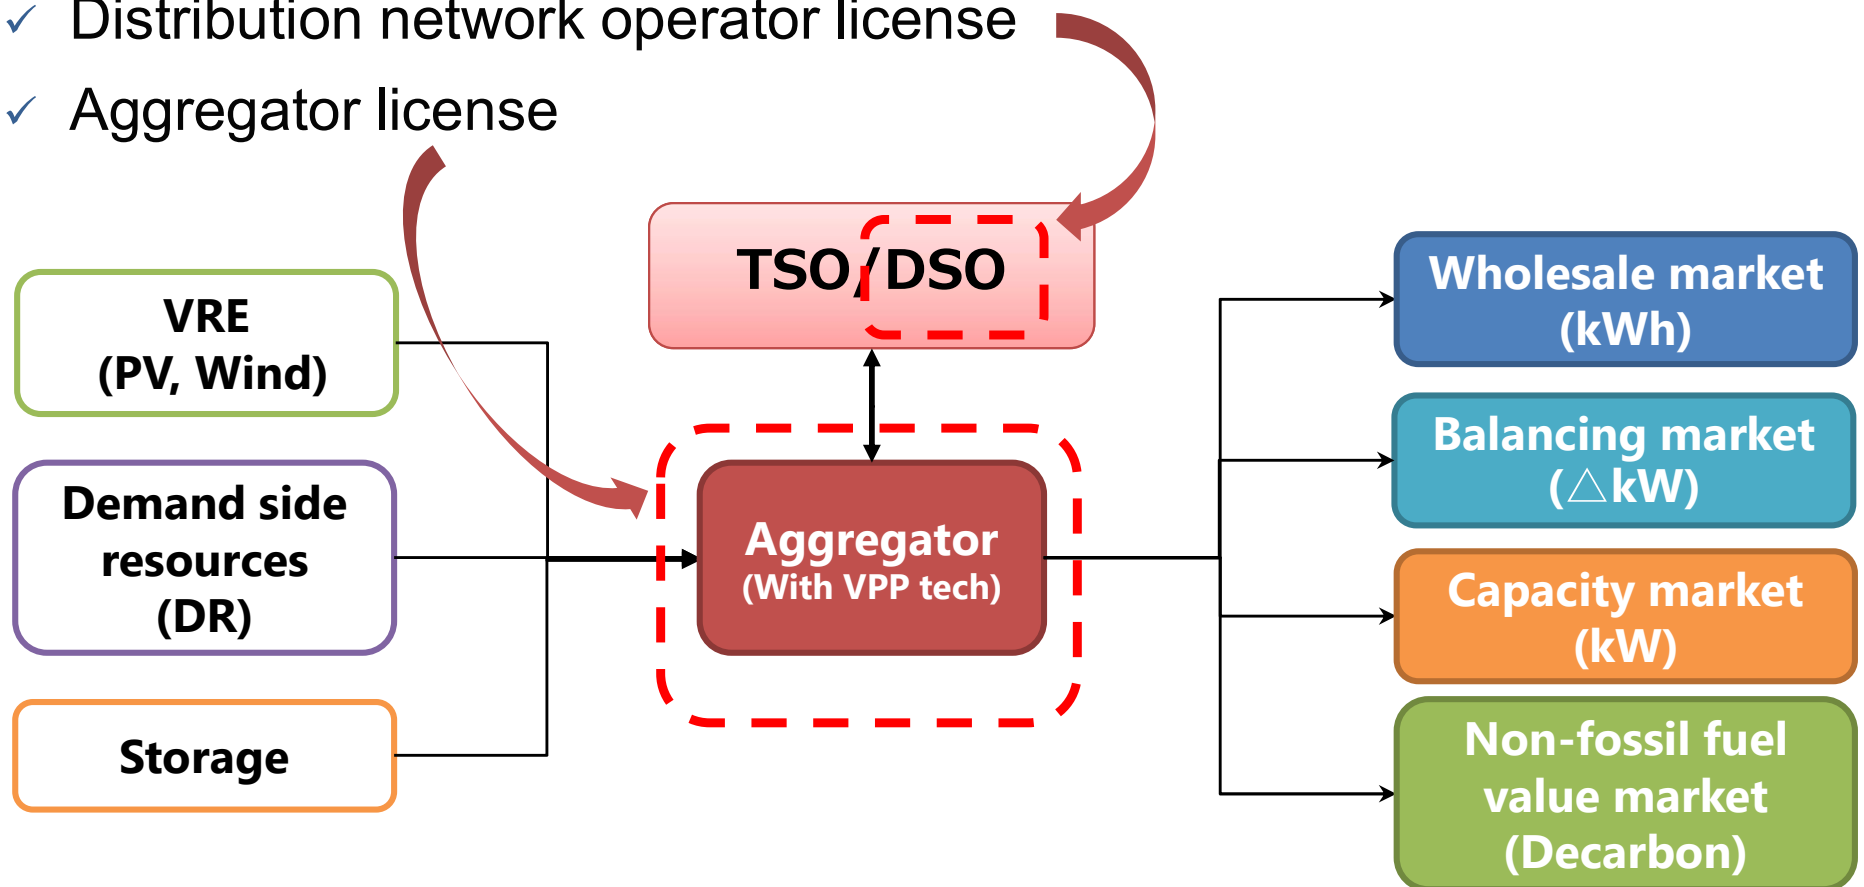 ✓ Distribution network operator license
✓ Aggregator license
TSO/DSO
VRE
(PV, Wind)
Demand side
resources
(DR)
Storage
Aggregator
(With VPP tech)
Wholesale market
(kWh)
Balancing market
(△kW)
Capacity market
(kW)
Non-fossil fuel
value market
(Decarbon)